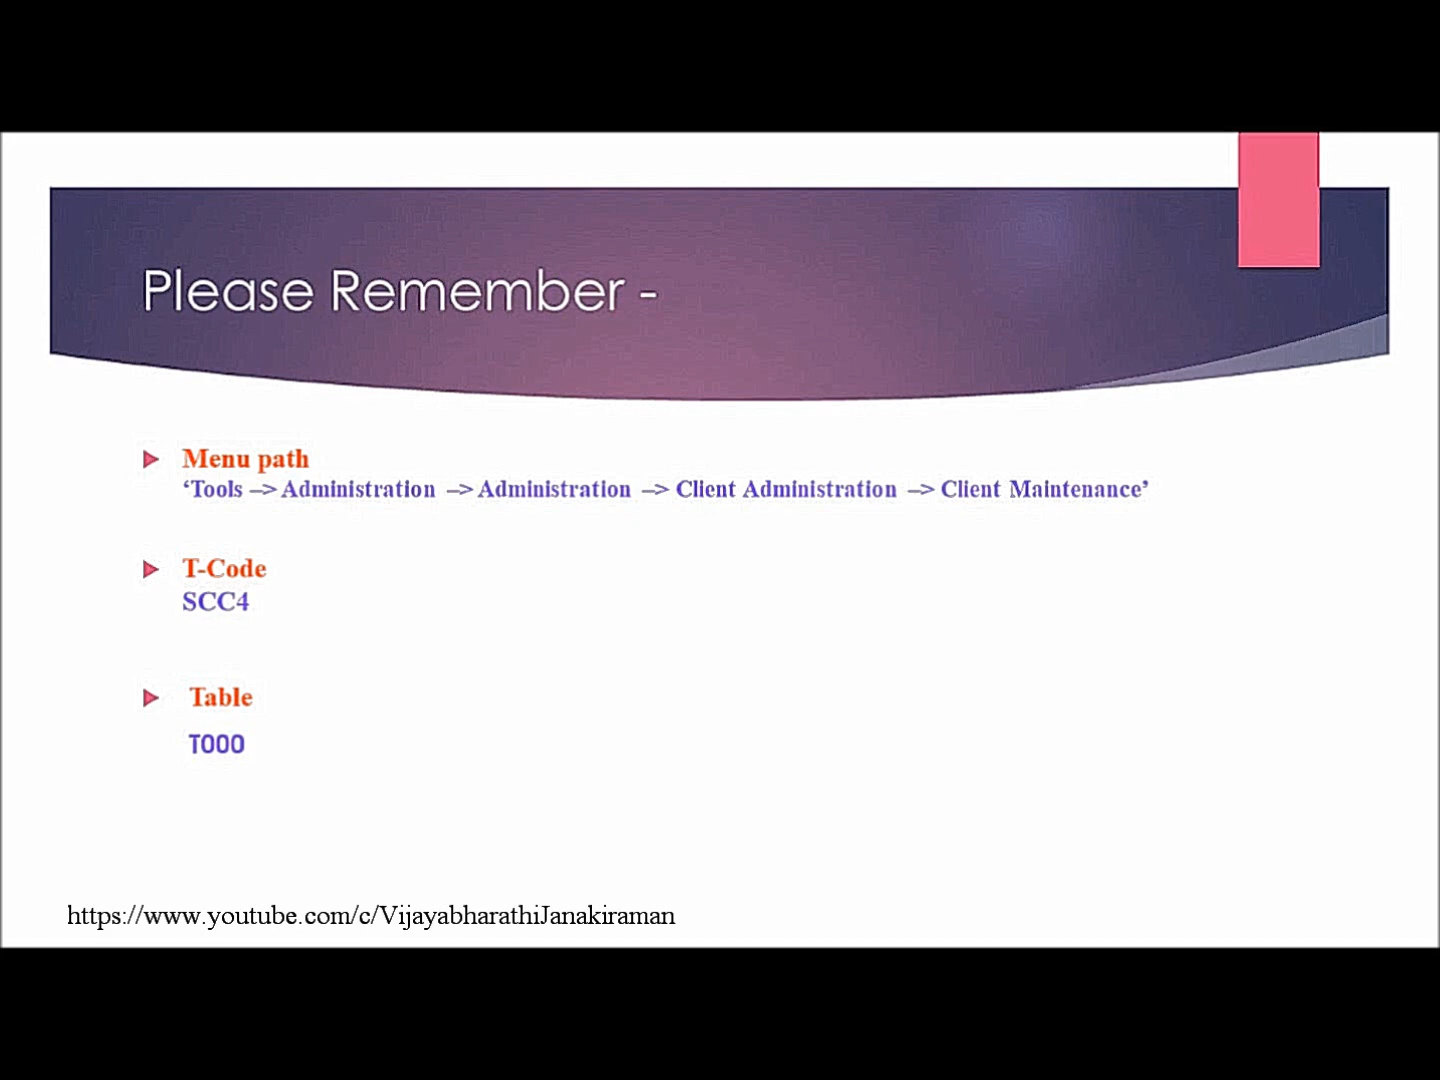 Please Remember -
Menu path
‘Tools –> Administration –> Administration –> Client Administration –> Client Maintenance’
T-Code
SCC4
Table
T000
https://www.youtube.com/c/VijayabharathiJanakiraman